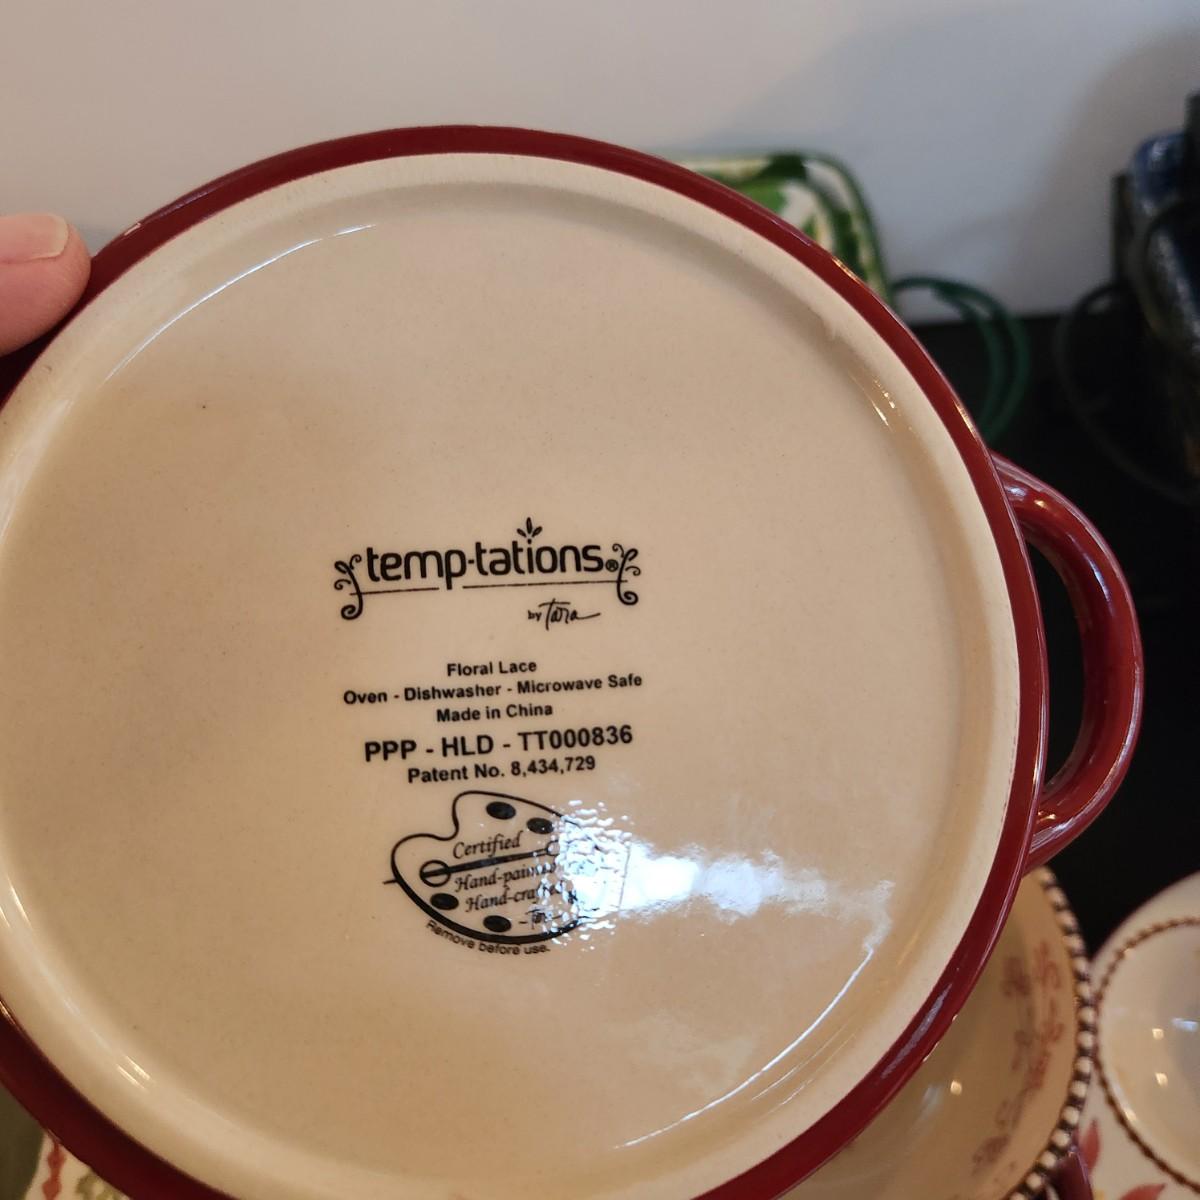 temp-tations®
by Tara
Floral Lace
Oven - Dishwasher - Microwave Safe
Made in China
PPP - HLD - TT000836
Patent No. 8,434,729
Certified
Remove before use.